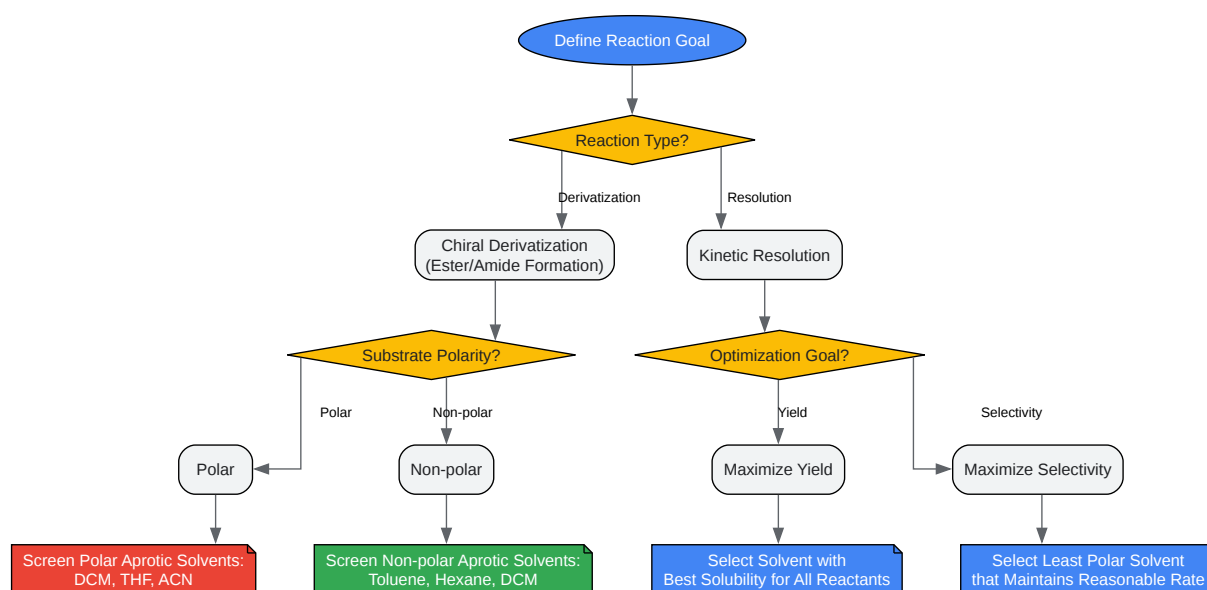 Define Reaction Goal
Reaction Type?
Derivatization
Resolution
Chiral Derivatization
(Ester/Amide Formation)
Kinetic Resolution
Substrate Polarity?
Optimization Goal?
Polar
Non-polar
Yield
Selectivity
Polar
Non-polar
Maximize Yield
Maximize Selectivity
Screen Polar Aprotic Solvents:
DCM, THF, ACN
Screen Non-polar Aprotic Solvents:
Toluene, Hexane, DCM
Select Solvent with
Best Solubility for All Reactants
Select Least Polar Solvent
that Maintains Reasonable Rate